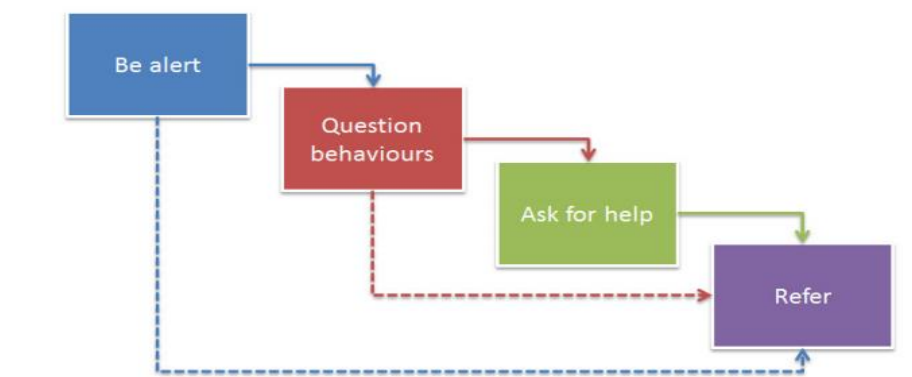 Be alert
Question
behaviours
Ask for help
Refer